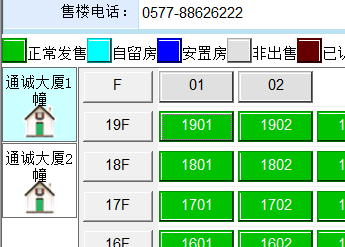 售楼电话： 0577-88626222
正常发售 自留房 安置房 非出售
通诚大厦1幢
F 01 02
19F 1901 1902
通诚大厦2幢
18F 1801 1802
17F 1701 1702
16F 1601 1602